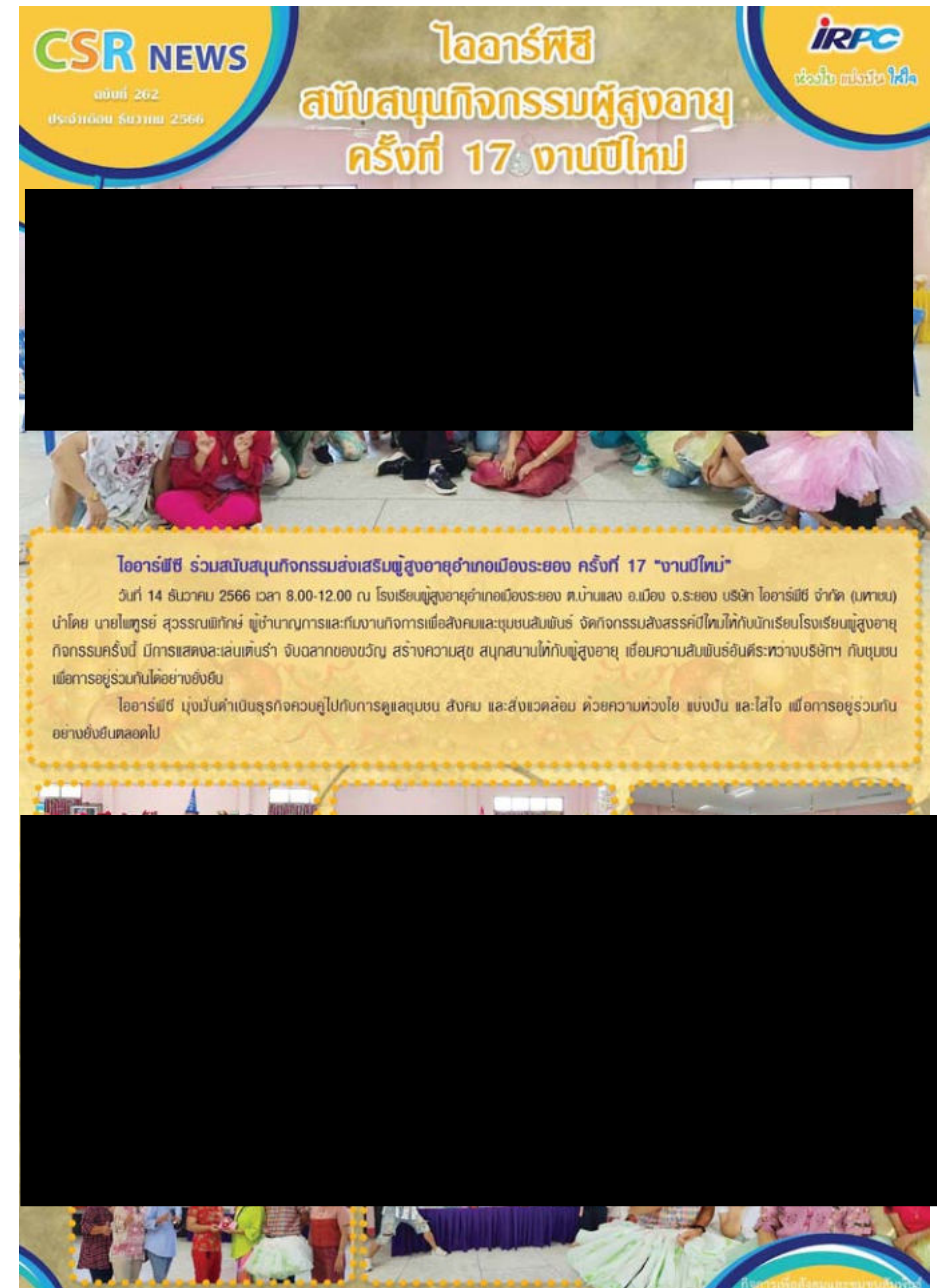 CSR NEWS
ฉบับที่ 262
ประจำเดือน ธันวาคม 2566
ไออาร์พีซี
สนับสนุนกิจกรรมผู้สูงอายุ
ครั้งที่ 17 งานปีใหม่
iRPC
ห่วงใย แบ่งปัน ใส่ใจ
ไออาร์พีซี ร่วมสนับสนุนกิจกรรมส่งเสริมผู้สูงอายุอำเภอเมืองระยอง ครั้งที่ 17 "งานปีใหม่"
วันที่ 14 ธันวาคม 2566 เวลา 8.00-12.00 ณ โรงเรียนผู้สูงอายุอำเภอเมืองระยอง ต.บ้านแลง อ.เมือง จ.ระยอง บริษัท ไออาร์พีซี จำกัด (มหาชน)
นำโดย นายไพฑูรย์ สุวรรณพิทักษ์ ผู้ชำนาญการและทีมงานกิจการเพื่อสังคมและชุมชนสัมพันธ์ จัดกิจกรรมสังสรรค์ปีใหม่ให้กับนักเรียนโรงเรียนผู้สูงอายุ
กิจกรรมครั้งนี้ มีการแสดงละเล่นเต้นรำ จับฉลากของขวัญ สร้างความสุข สนุกสนานให้กับผู้สูงอายุ เชื่อมความสัมพันธ์อันดีระหว่างบริษัทฯ กับชุมชน
เพื่อการอยู่ร่วมกันได้อย่างยั่งยืน
ไออาร์พีซี มุ่งมั่นดำเนินธุรกิจควบคู่ไปกับการดูแลชุมชน สังคม และสิ่งแวดล้อม ด้วยความห่วงใย แบ่งปัน และใส่ใจ เพื่อการอยู่ร่วมกัน
อย่างยั่งยืนตลอดไป